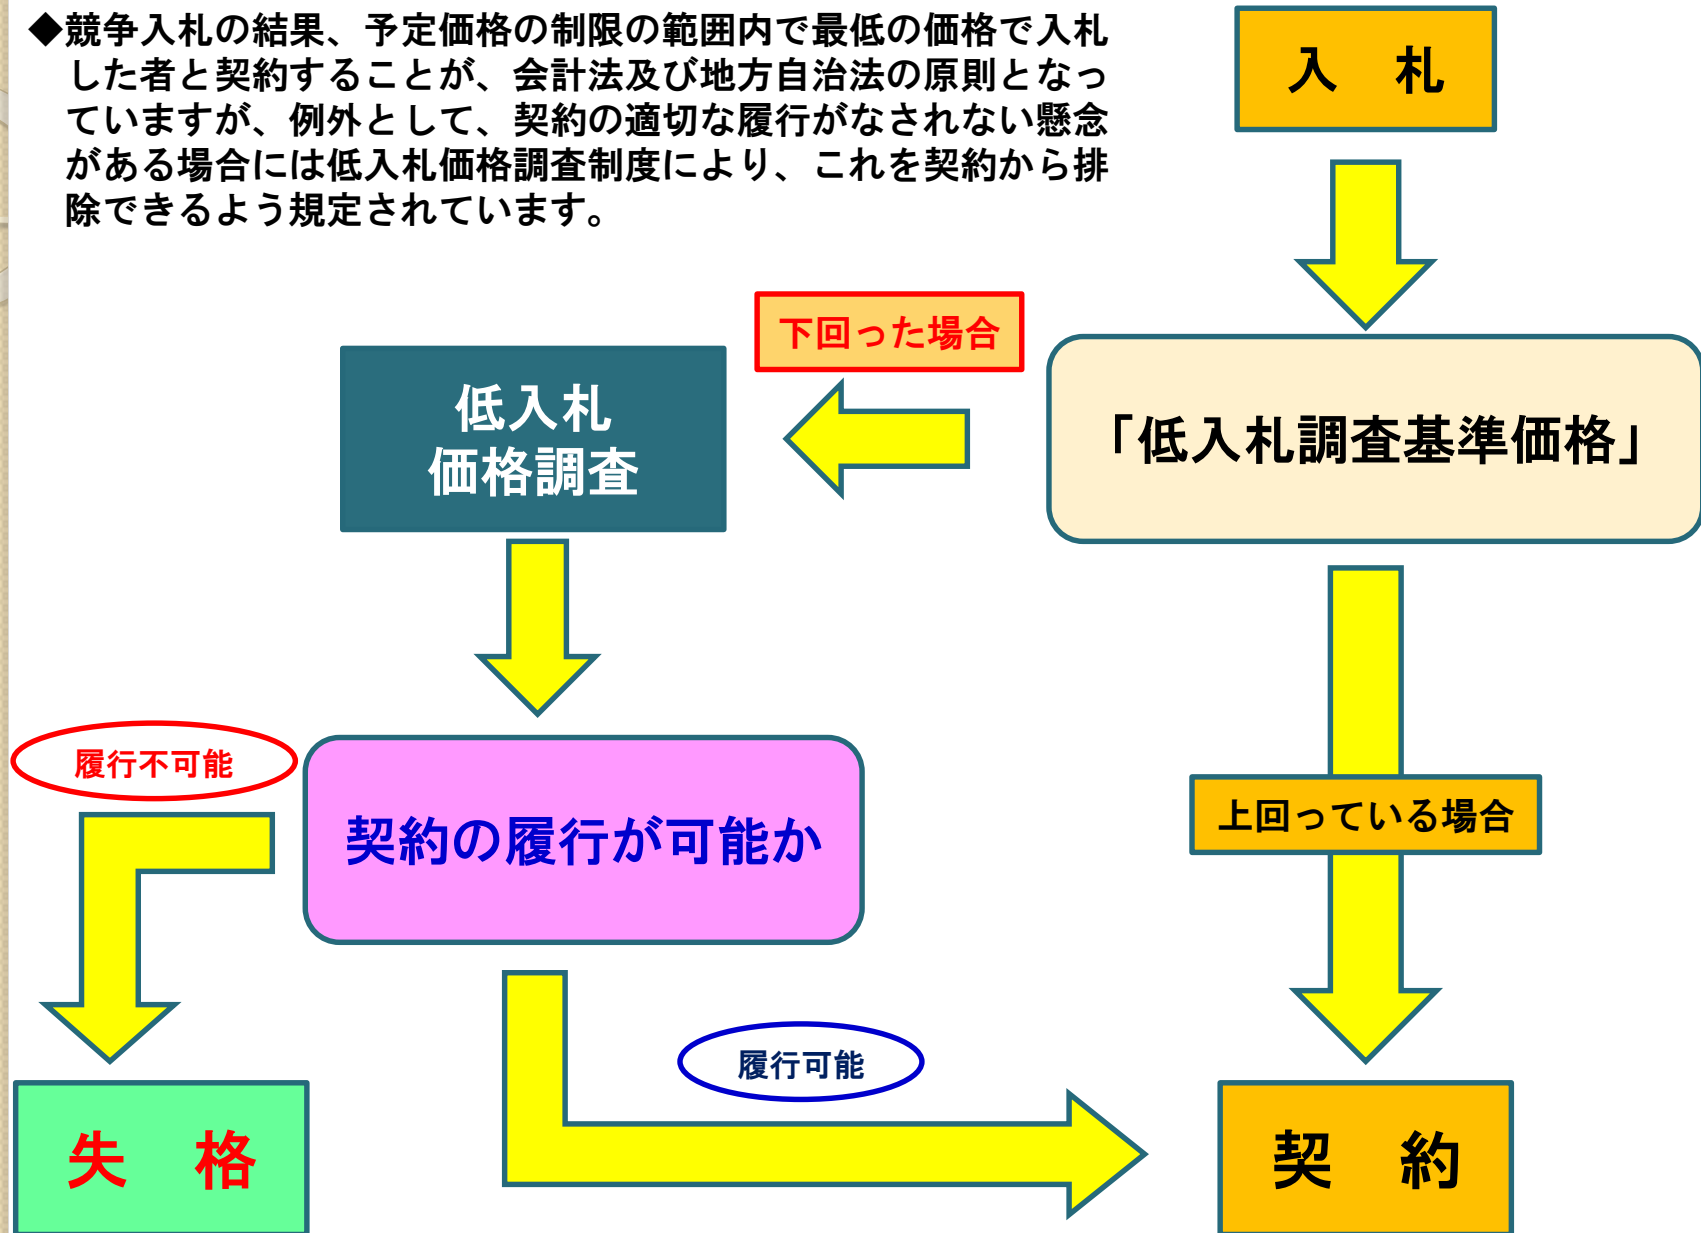 ◆競争入札の結果、予定価格の制限の範囲内で最低の価格で入札
した者と契約することが、会計法及び地方自治法の原則となっ
ていますが、例外として、契約の適切な履行がなされない懸念
がある場合には低入札価格調査制度により、これを契約から排
除できるよう規定されています。
入　札
下回った場合
「低入札調査基準価格」
低入札
価格調査
履行不可能
契約の履行が可能か
上回っている場合
履行可能
失　格
契　約